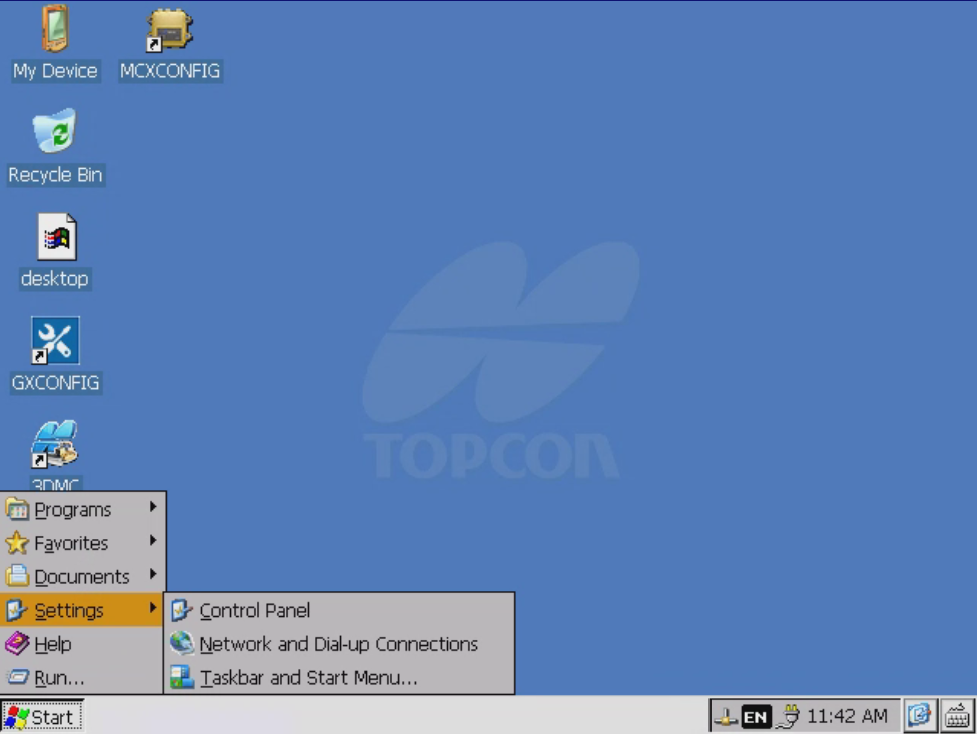 My Device
MCXCONFIG
Recycle Bin
desktop
GXCONFIG
3DMC
TOPCON
Programs
Favorites
Documents
Settings
Control Panel
Help
Network and Dial-up Connections
Run...
Taskbar and Start Menu...
Start
EN
11:42 AM